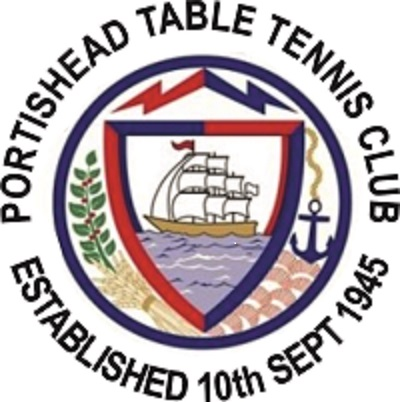 PORTISHEAD TABLE TENNIS CLUB
ESTABLISHED 10th SEPT 1945